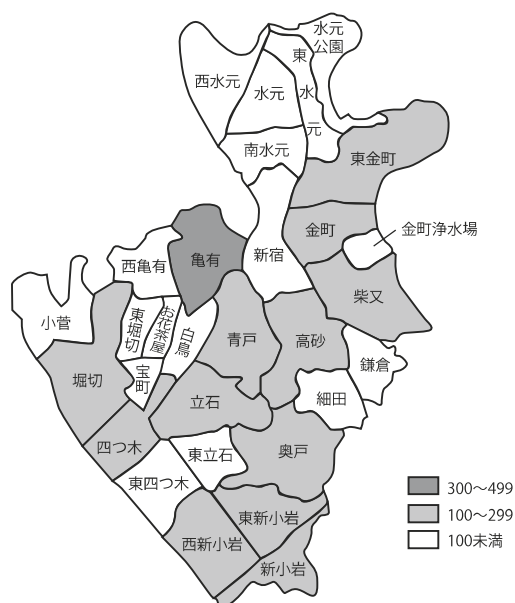 水元
公園
東
水
元
西水元
水元
南水元
東金町
金町
金町浄水場
新宿
亀有
西亀有
柴又
小菅
東
堀
切
お
花
茶
屋
白
鳥
青戸
高砂
鎌倉
堀切
宝
町
立石
細田
四つ木
東立石
奥戸
東四つ木
東新小岩
西新小岩
新小岩
300～499
100～299
100未満